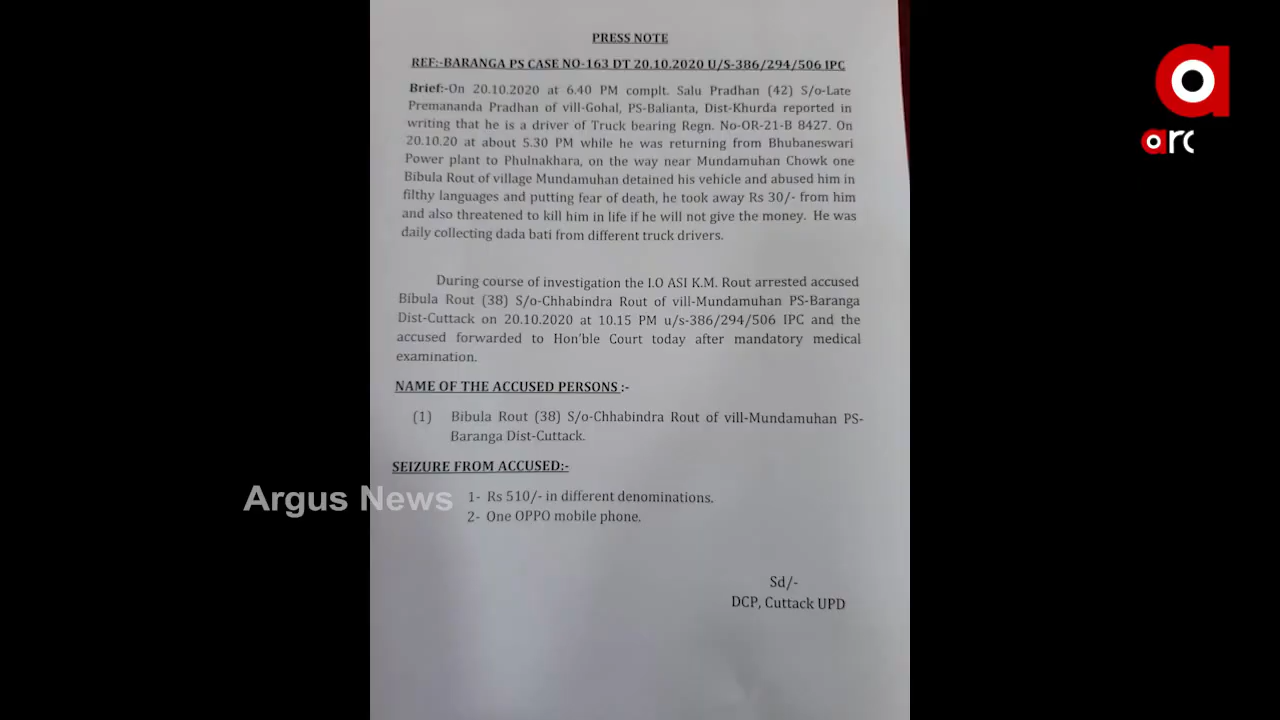 PRESS NOTE
REF:-BARANGA PS CASE NO-163 DT 20.10.2020 U/S-386/294/506 IPC
Brief:-On 20.10.2020 at 6.40 PM complt. Salu Pradhan (42) S/o-Late
Premananda Pradhan of vill-Gohal, PS-Balianta, Dist-Khurda reported in
writing that he is a driver of Truck bearing Regn. No-OR-21-B 8427. On
20.10.20 at about 5.30 PM while he was returning from Bhubaneswari
Power plant to Phulnakhara, on the way near Mundamuhan Chowk one
Bibula Rout of village Mundamuhan detained his vehicle and abused him in
filthy languages and putting fear of death, he took away Rs 30/- from him
and also threatened to kill him in life if he will not give the money. He was
daily collecting dada bati from different truck drivers.
During course of investigation the I.O ASI K.M. Rout arrested accused
Bibula Rout (38) S/o-Chhabindra Rout of vill-Mundamuhan PS-Baranga
Dist-Cuttack on 20.10.2020 at 10.15 PM u/s-386/294/506 IPC and the
accused forwarded to Hon'ble Court today after mandatory medical
examination.
NAME OF THE ACCUSED PERSONS :-
(1) Bibula Rout (38) S/o-Chhabindra Rout of vill-Mundamuhan PS-
Baranga Dist-Cuttack.
SEIZURE FROM ACCUSED:-
1- Rs 510/- in different denominations.
2- One OPPO mobile phone.
Sd/-
DCP, Cuttack UPD
Argus News
a
arc